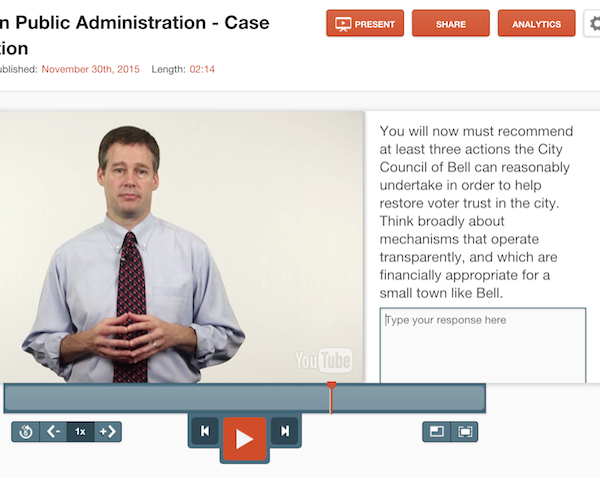 n Public Administration - Case
PRESENT
SHARE
ANALYTICS
tion
ublished: November 30th, 2015 Length: 02:14
You will now must recommend
at least three actions the City
Council of Bell can reasonably
undertake in order to help
restore voter trust in the city.
Think broadly about
mechanisms that operate
transparently, and which are
financially appropriate for a
small town like Bell.
Type your response here
YouTube
1x